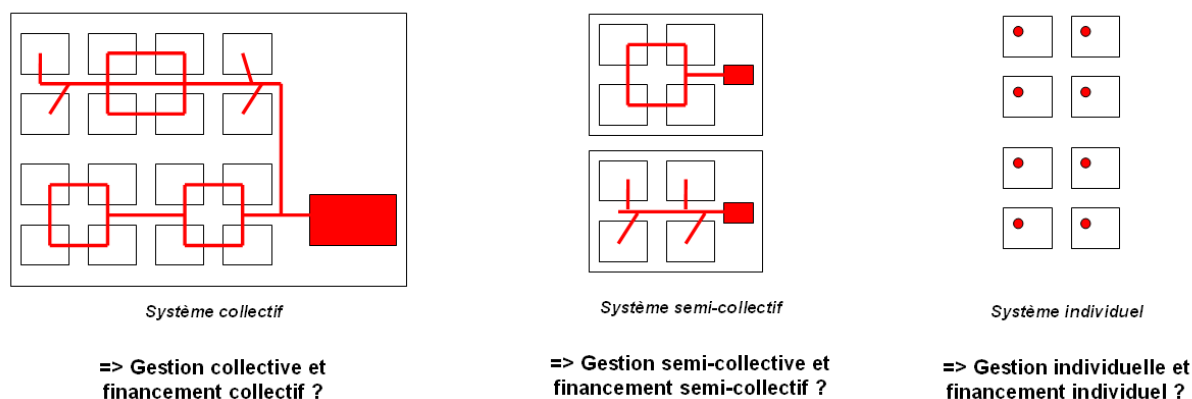 Système collectif
Système semi-collectif
Système individuel
=> Gestion collective et
financement collectif ?
=> Gestion semi-collective et
financement semi-collectif ?
=> Gestion individuelle et
financement individuel ?